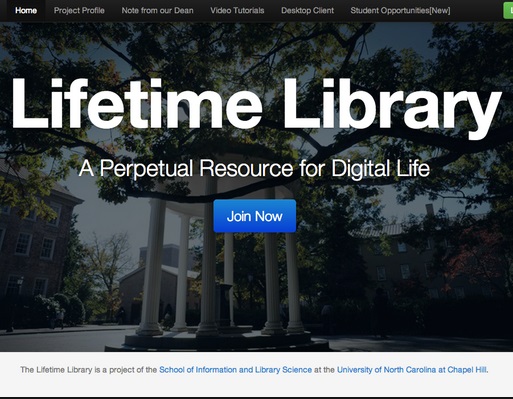 Home Project Profile Note from our Dean Video Tutorials Desktop Client Student Opportunities[New]
Lifetime Library
A Perpetual Resource for Digital Life
Join Now
The Lifetime Library is a project of the School of Information and Library Science at the University of North Carolina at Chapel Hill.